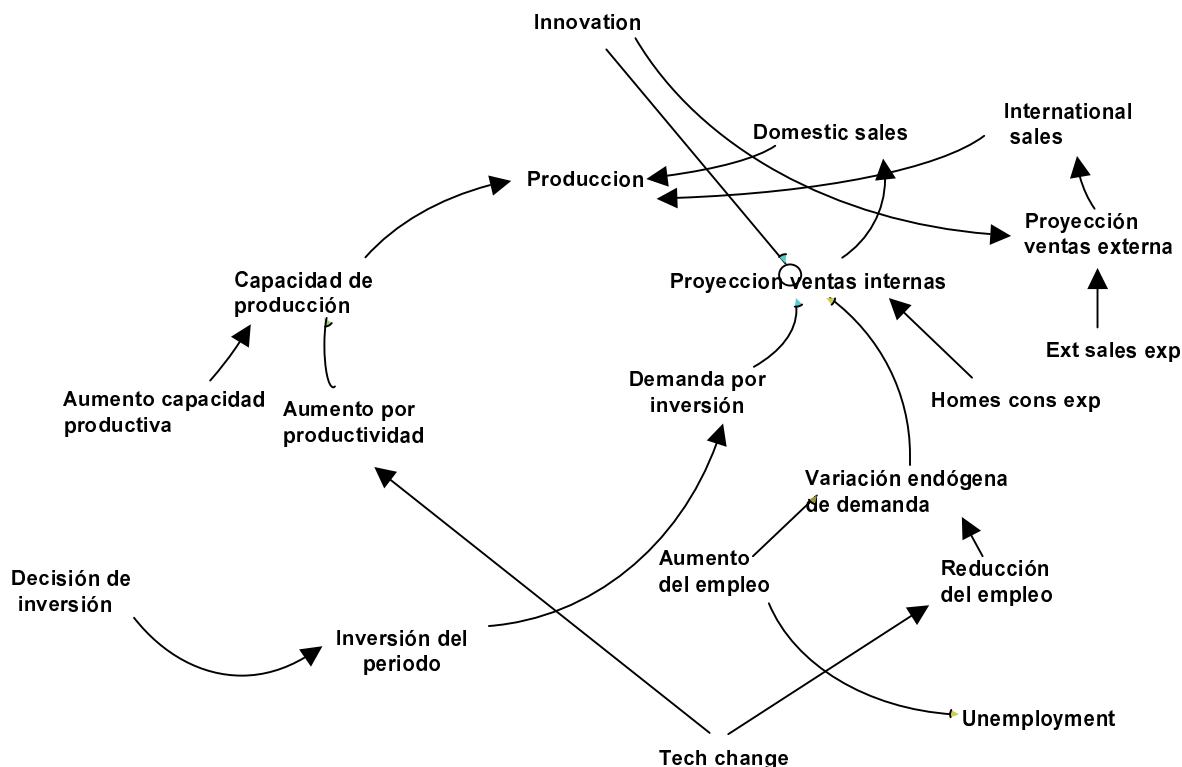 Innovation
International
sales
Domestic sales
Produccion
Proyección
ventas externa
Capacidad de
producción
Proyeccion ventas internas
Ext sales exp
Demanda por
inversión
Aumento capacidad
productiva
Aumento por
productividad
Homes cons exp
Variación endógena
de demanda
Aumento
del empleo
Reducción
del empleo
Decisión de
inversión
Inversión del
periodo
Unemployment
Tech change